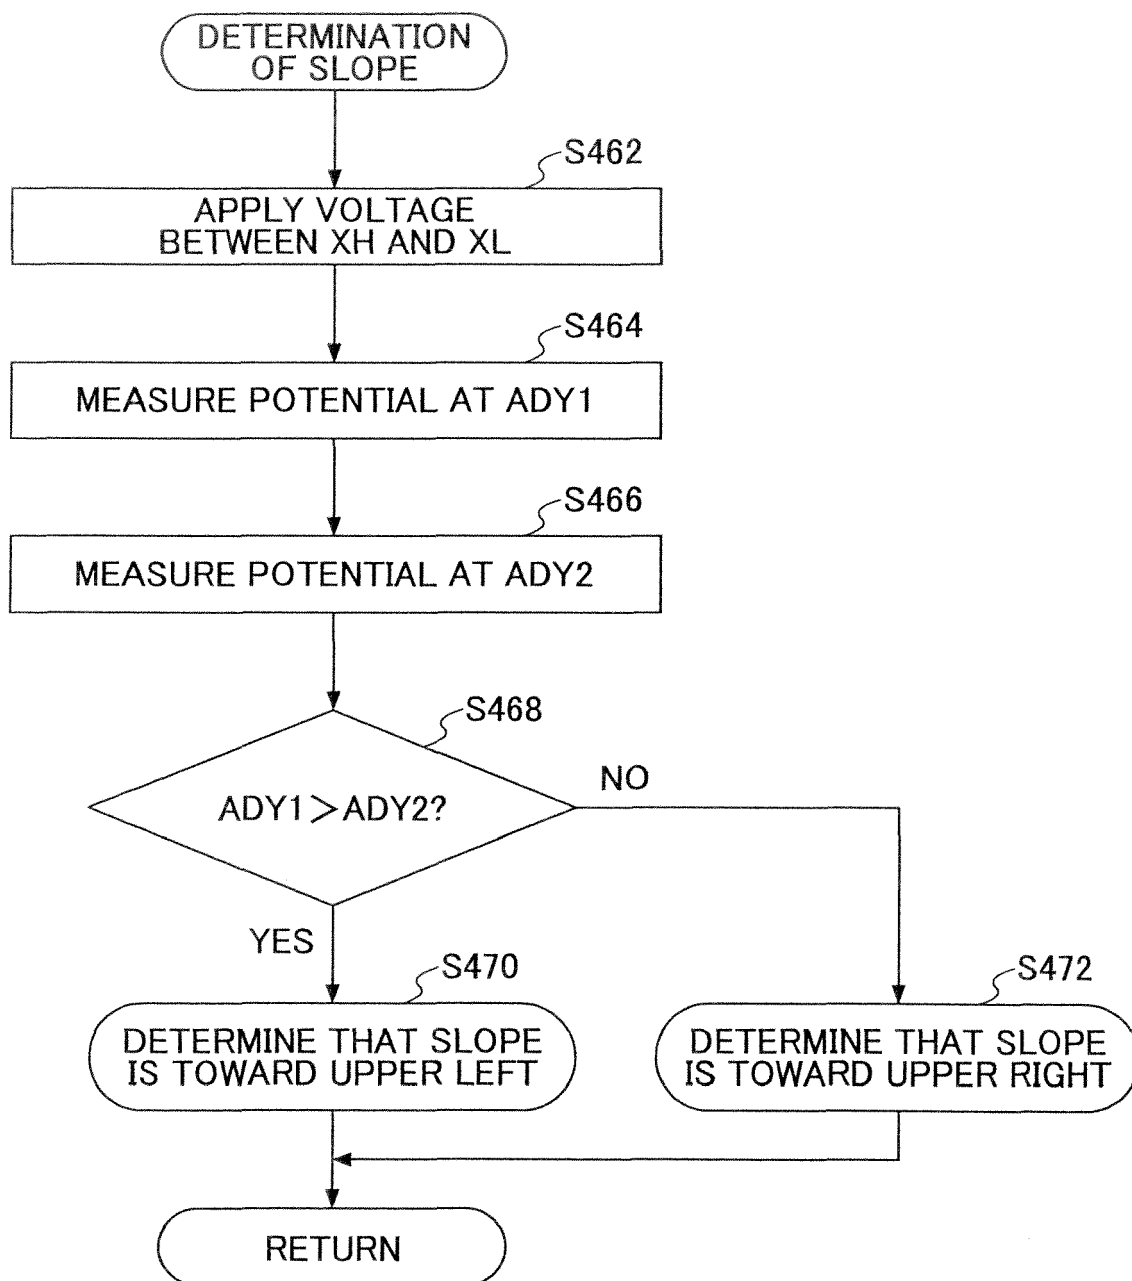 DETERMINATION
OF SLOPE
S462
APPLY VOLTAGE
BETWEEN XH AND XL
S464
MEASURE POTENTIAL AT ADY1
S466
MEASURE POTENTIAL AT ADY2
S468
ADY1>ADY2?
NO
YES
S470
DETERMINE THAT SLOPE
IS TOWARD UPPER LEFT
S472
DETERMINE THAT SLOPE
IS TOWARD UPPER RIGHT
RETURN